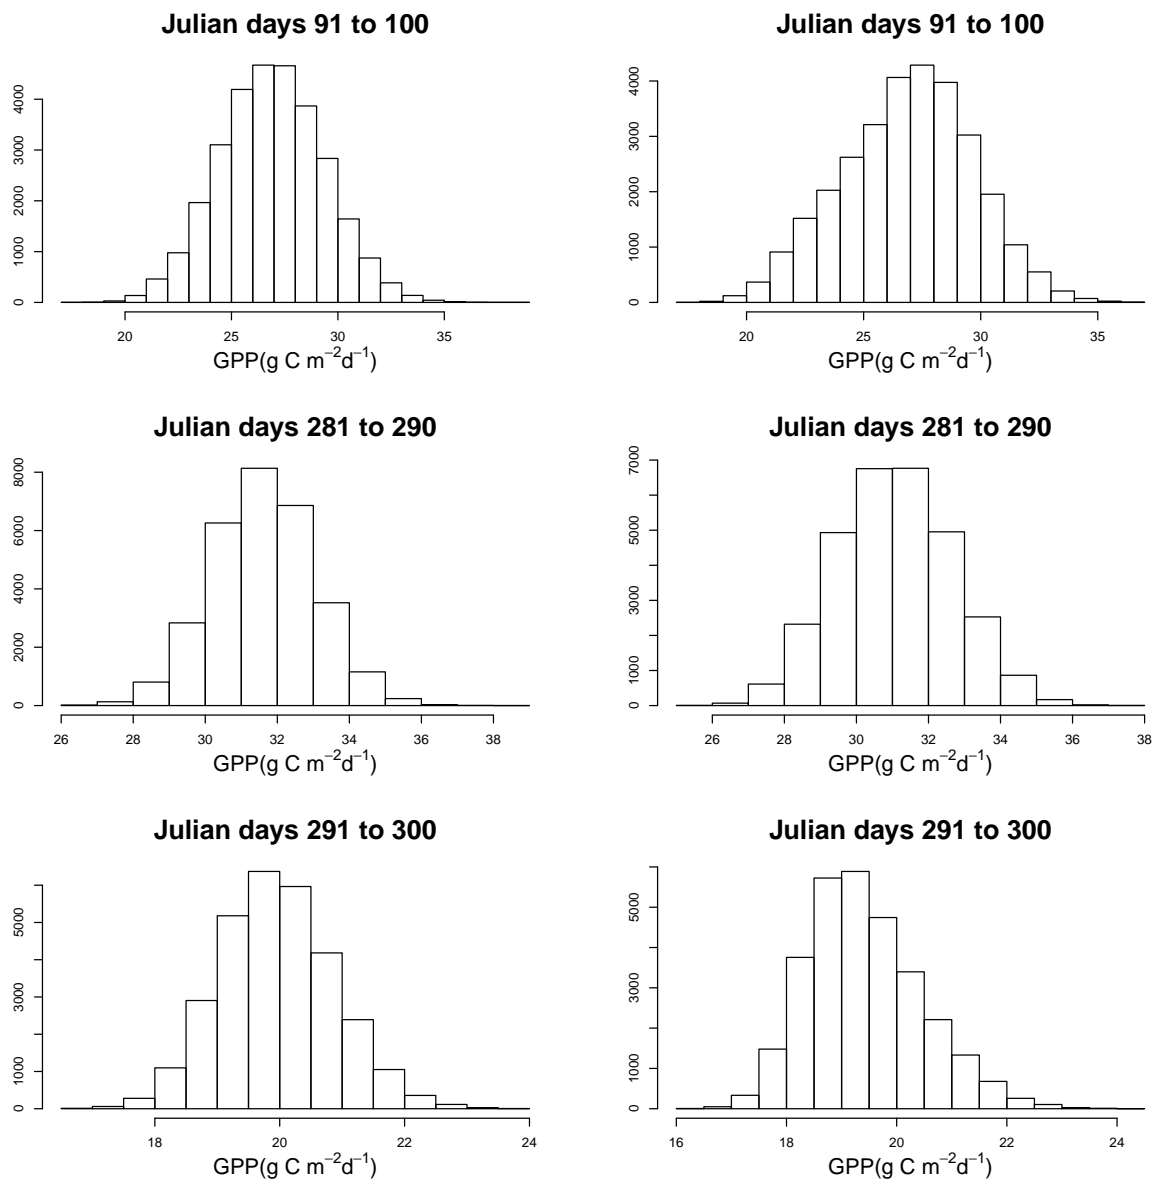 Julian days 91 to 100
0 1000 2000 3000 4000
20 25 30 35
GPP(g C m−2d−1)
Julian days 91 to 100
0 1000 2000 3000 4000
20 25 30 35
GPP(g C m−2d−1)
Julian days 281 to 290
0 2000 4000 6000 8000
26 28 30 32 34 36 38
GPP(g C m−2d−1)
Julian days 281 to 290
0 1000 3000 5000 7000
26 28 30 32 34 36 38
GPP(g C m−2d−1)
Julian days 291 to 300
0 1000 3000 5000
18 20 22 24
GPP(g C m−2d−1)
Julian days 291 to 300
0 1000 3000 5000
16 18 20 22 24
GPP(g C m−2d−1)